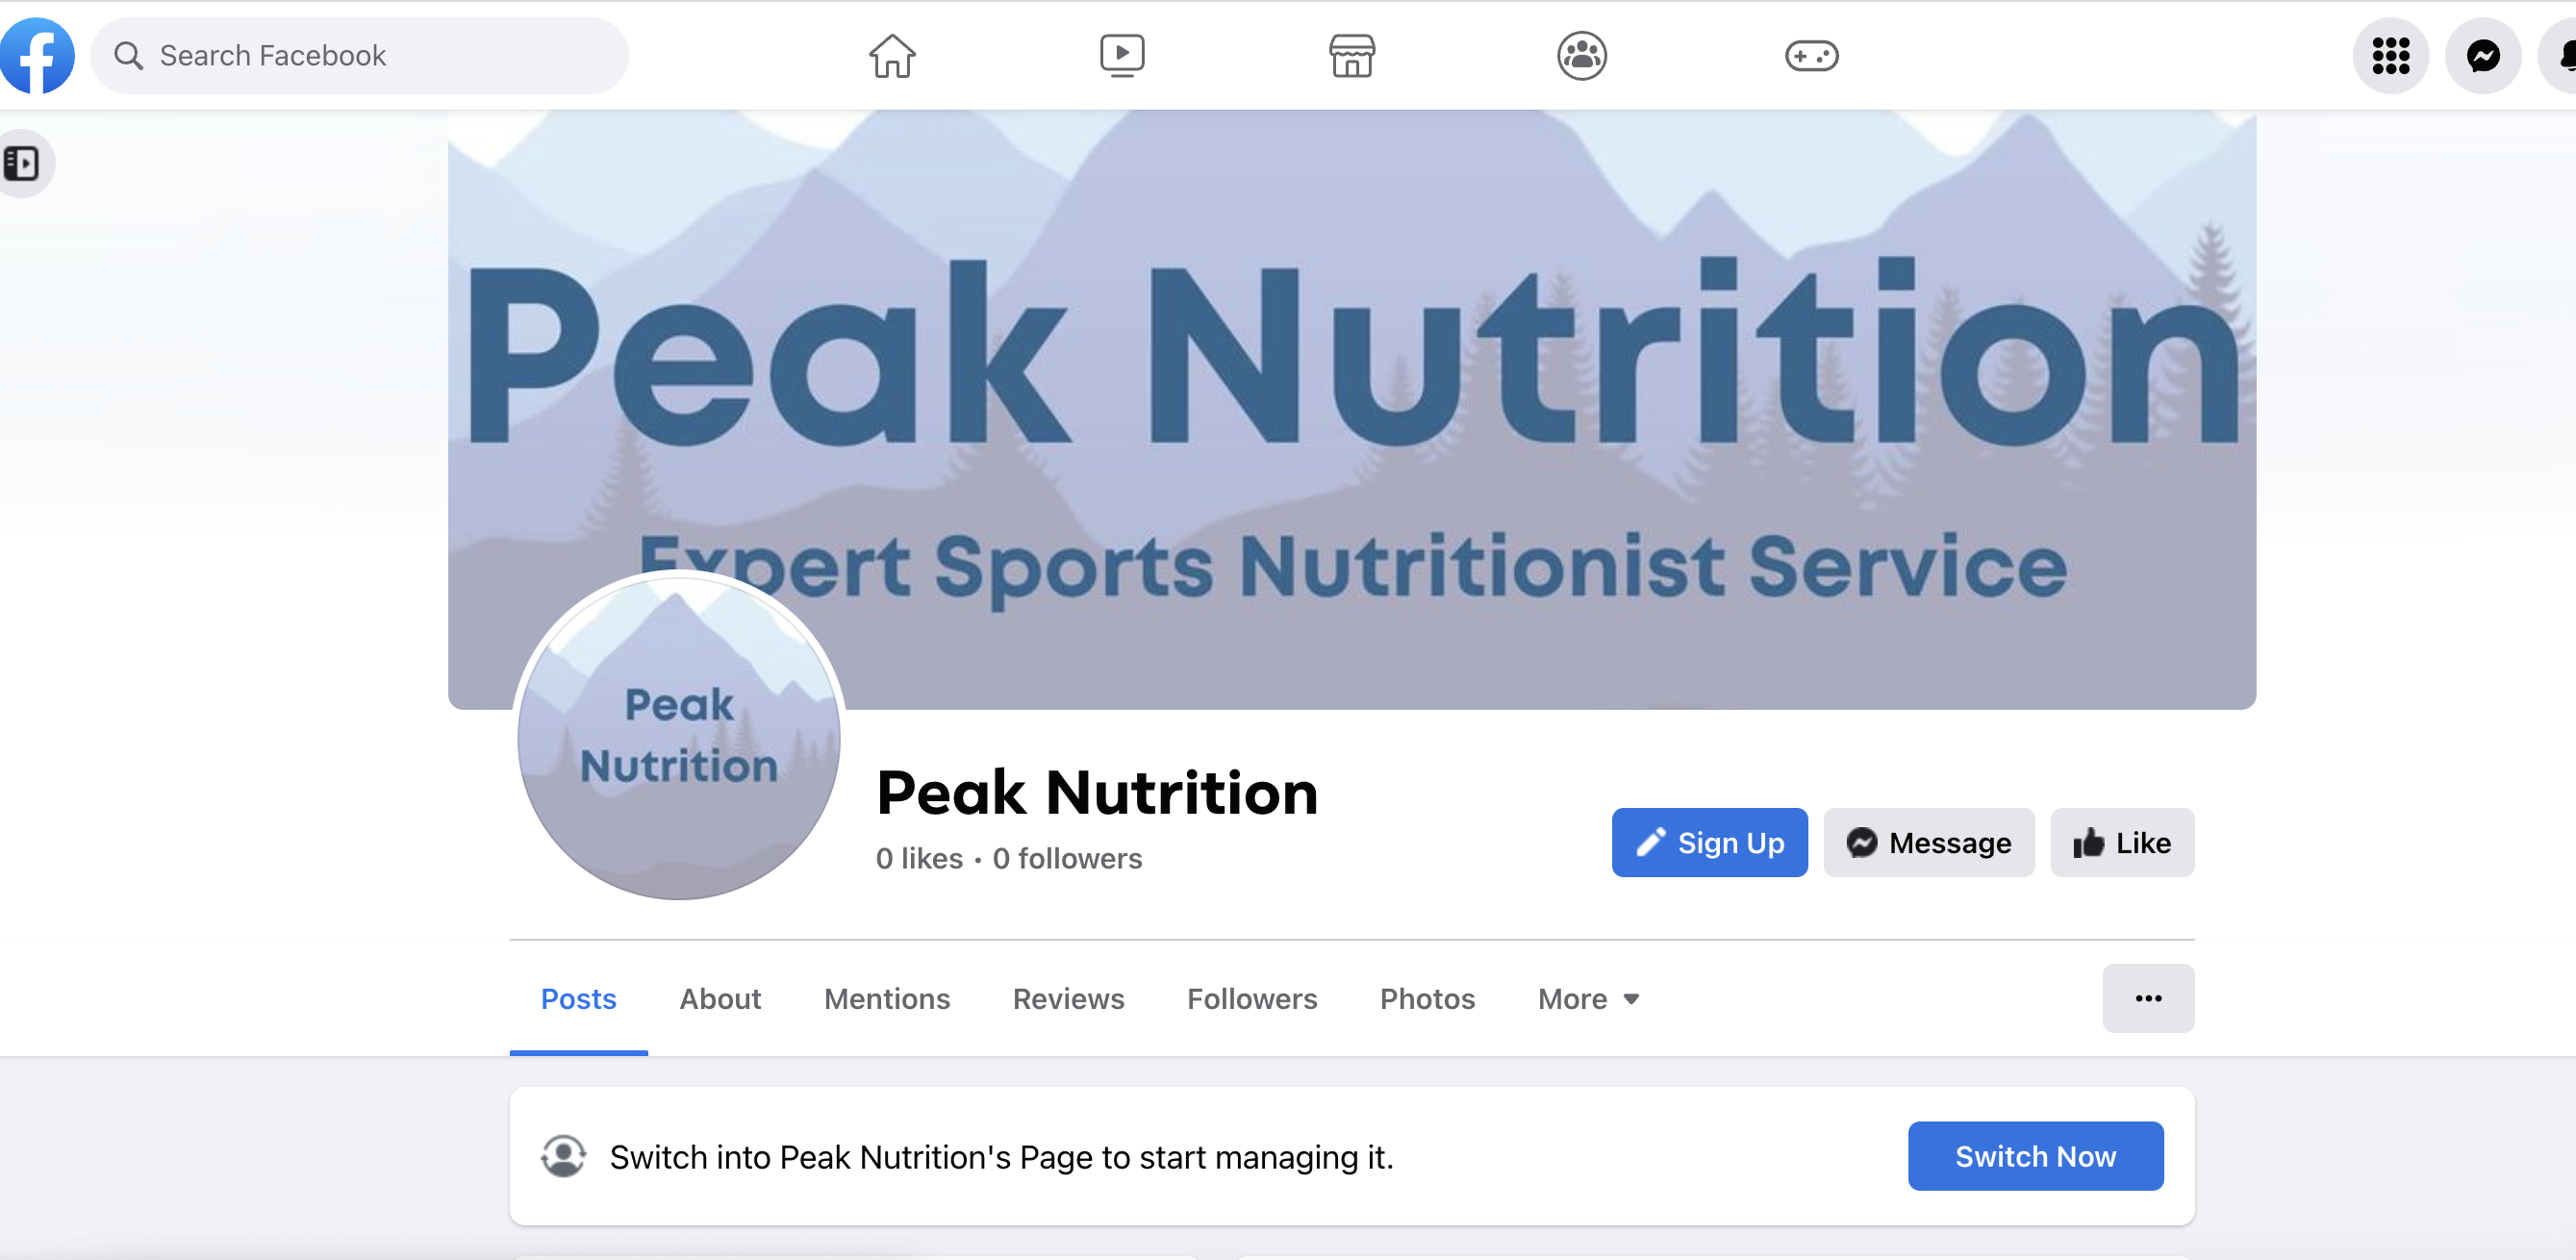 Search Facebook
Peak Nutrition
Expert Sports Nutritionist Service
Peak
Nutrition
Peak Nutrition
0 likes • 0 followers
Sign Up
Message
Like
Posts
About
Mentions
Reviews
Followers
Photos
More
Switch into Peak Nutrition's Page to start managing it.
Switch Now